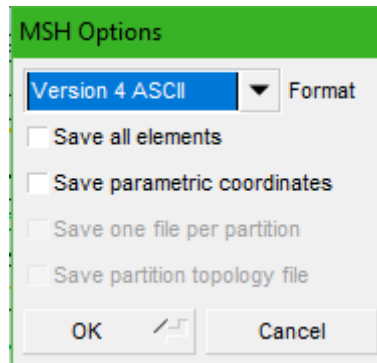 MSH Options
Version 4 ASCII Format
Save all elements
Save parametric coordinates
Save one file per partition
Save partition topology file
OK Cancel